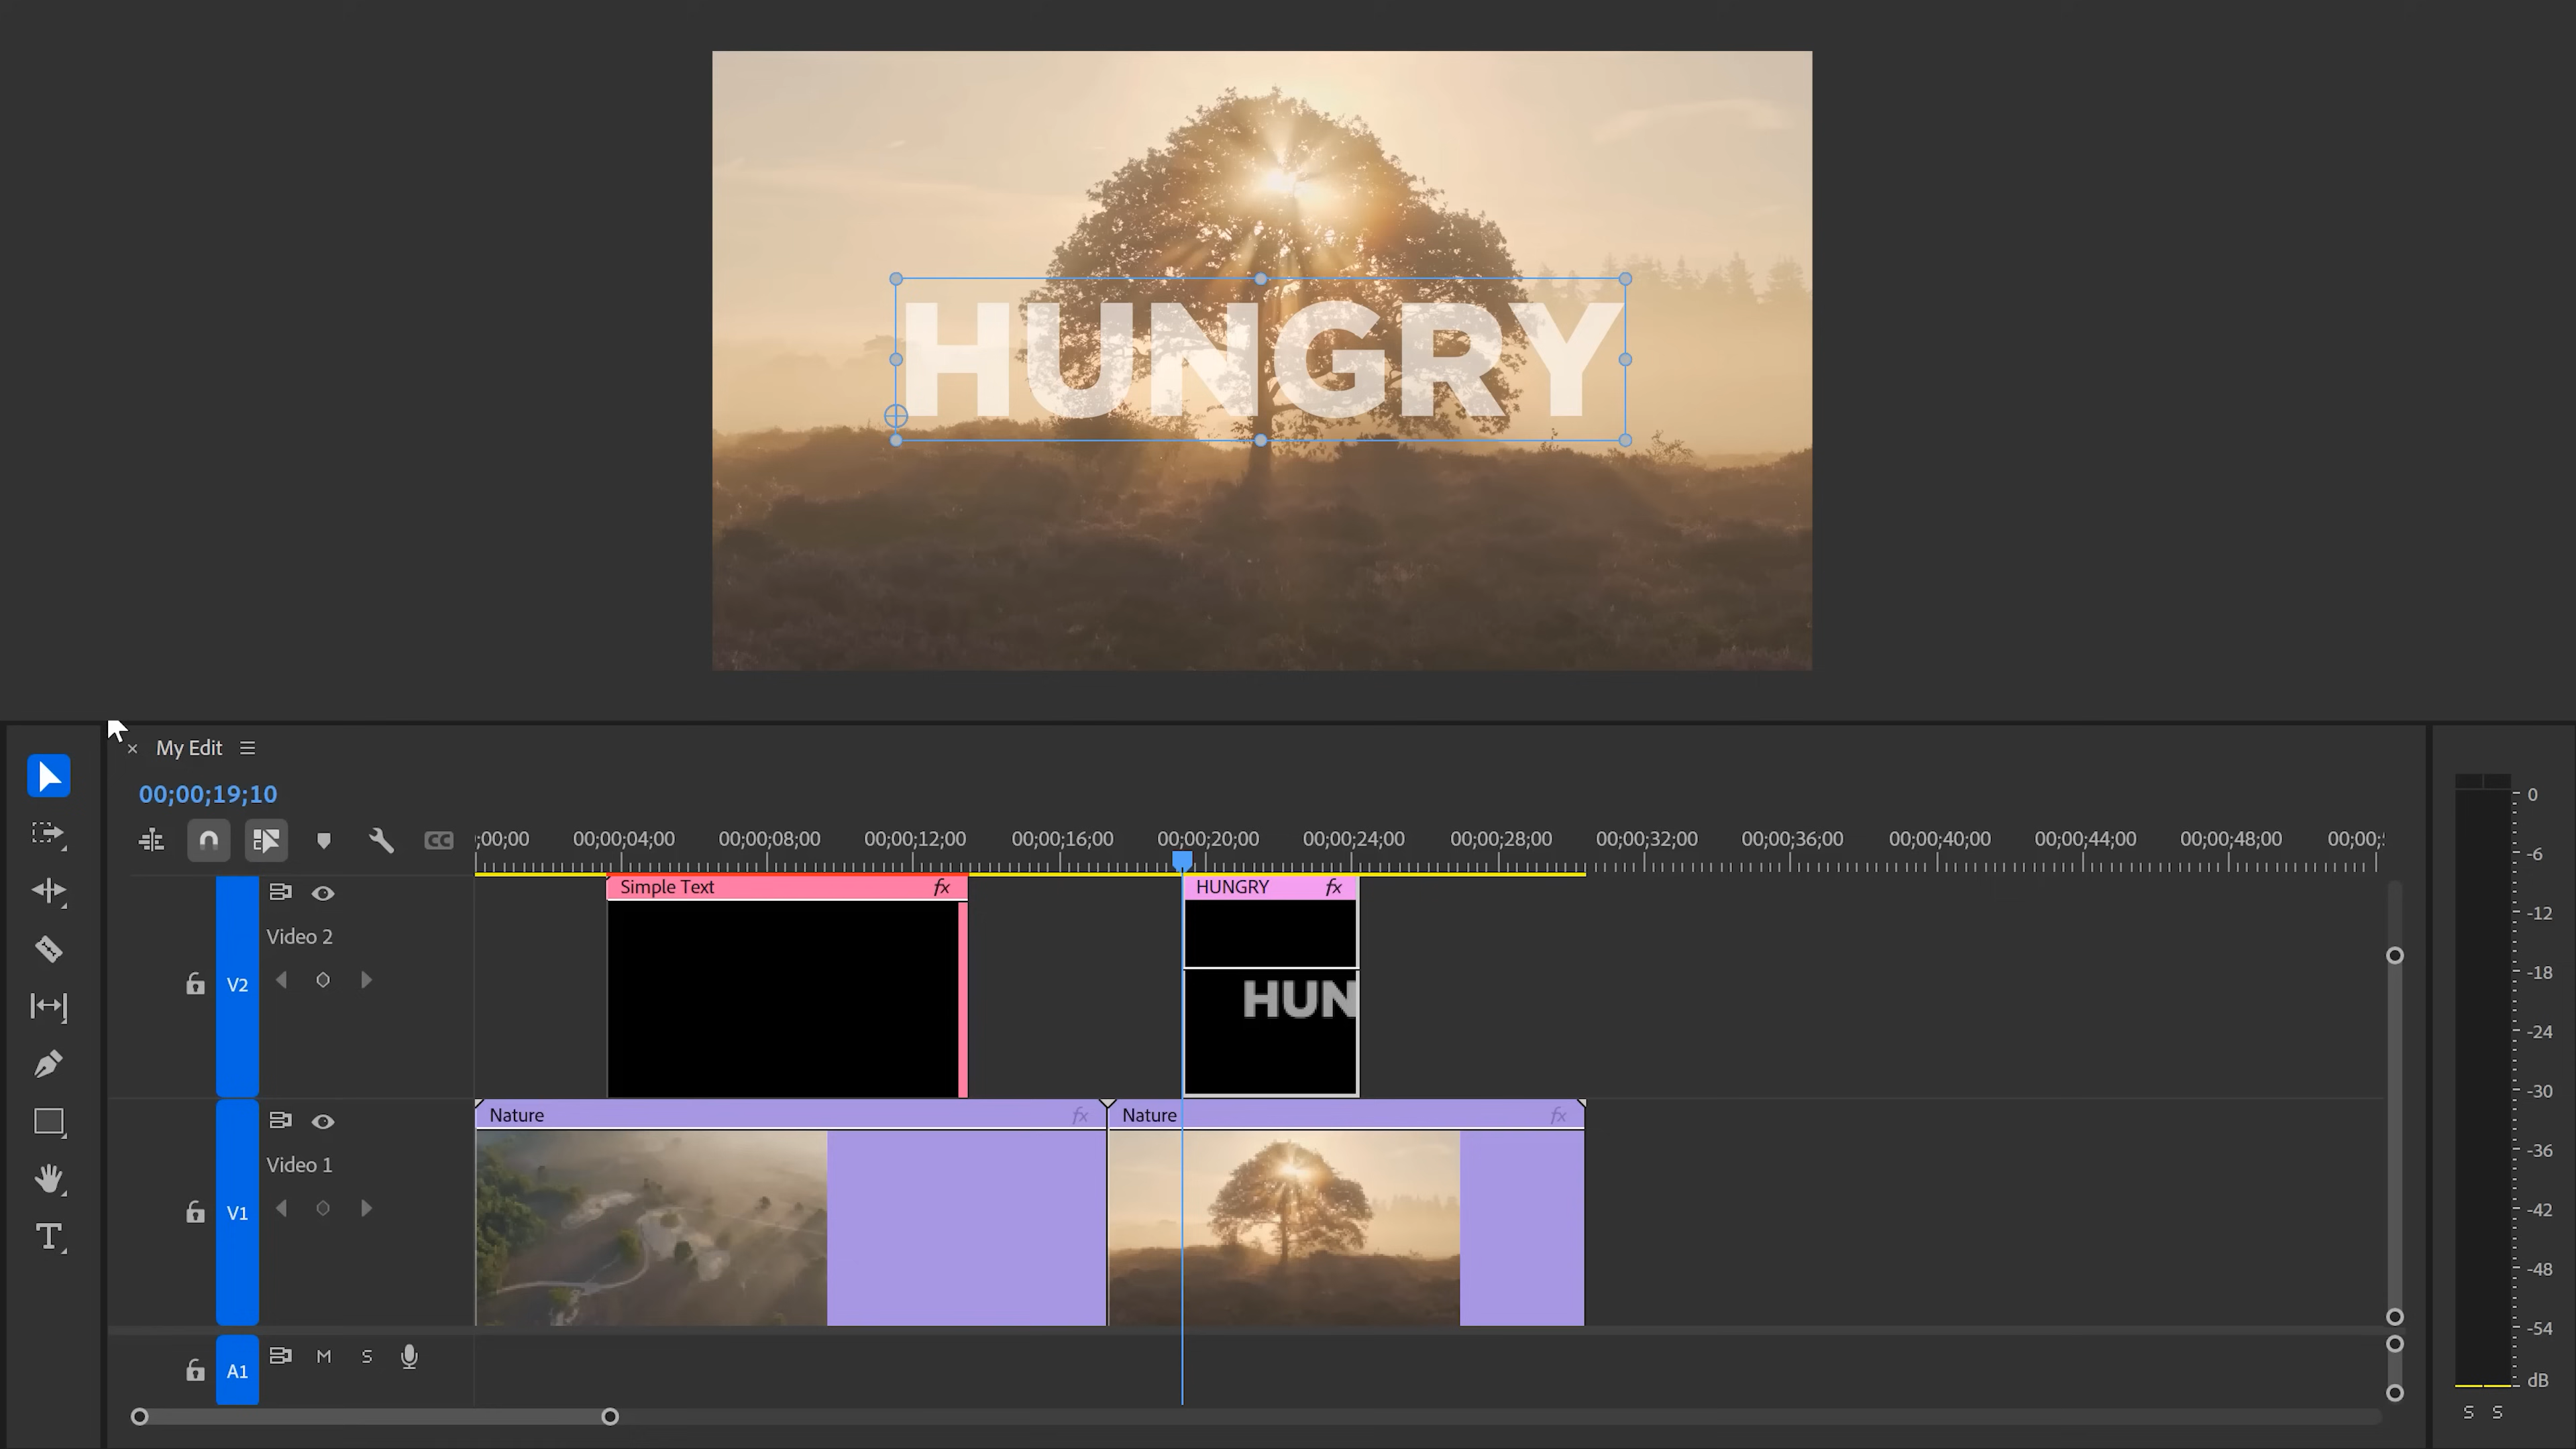 HUNGRY
My Edit
00;00;19;10
CC
;00;00 00;00;04;00 00;00;08;00 00;00;12;00 00;00;16;00 00;00;20;00 00;00;24;00 00;00;28;00 00;00;32;00 00;00;36;00 00;00;40;00 00;00;44;00 00;00;48;00 00;00;
Simple Text fx HUNGRY fx
Video 2
V2
HUN
Nature fx Nature fx
Video 1
V1
A1 M S
T
0
-6
-12
-18
-24
-30
-36
-42
-48
-54
dB
S S